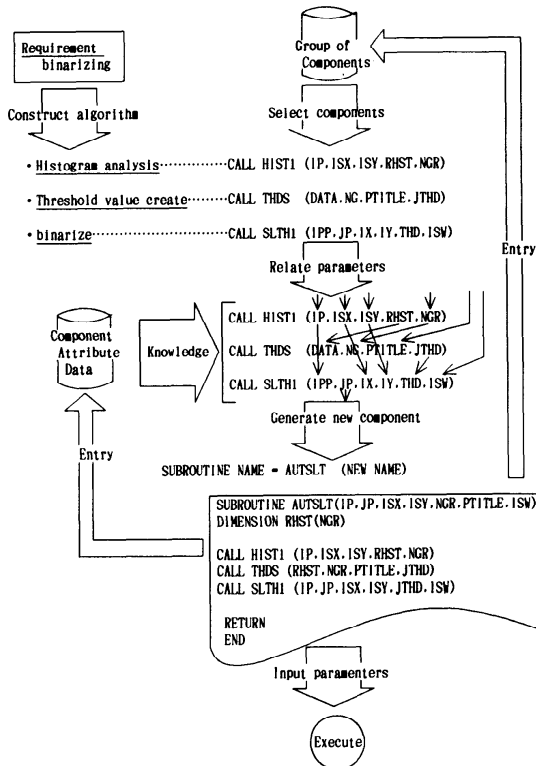 Requirement
binarizing
Group of
Components
Construct algorithm
Select components
・Histogram analysis⋯⋯⋯⋯CALL HIST1 (IP.ISX.ISY.RHST.NGR)
・Threshold value create⋯⋯⋯CALL THDS (DATA.NG.PTITLE.JTHD)
・binarize⋯⋯⋯⋯⋯⋯⋯CALL SLTH1 (IPP.JP.IX.IY.THD.ISW)
Entry
Relate parameters
Component
Attribute
Data
Knowledge
CALL HIST1 (IP.ISX.ISY.RHST.NGR)
CALL THDS (DATA.NG.PTITLE.JTHD)
CALL SLTH1 (IPP.JP.IX.IY.THD.ISW)
Generate new component
Entry
SUBROUTINE NAME = AUTSLT (NEW NAME)
SUBROUTINE AUTSLT(IP.JP.ISX.ISY.NGR.PTITLE.ISW)
DIMENSION RHST(NGR)
CALL HIST1 (IP.ISX.ISY.RHST.NGR)
CALL THDS (RHST.NGR.PTITLE.JTHD)
CALL SLTH1 (IP.JP.ISX.ISY.JTHD.ISW)
RETURN
END
Input paramenters
Execute